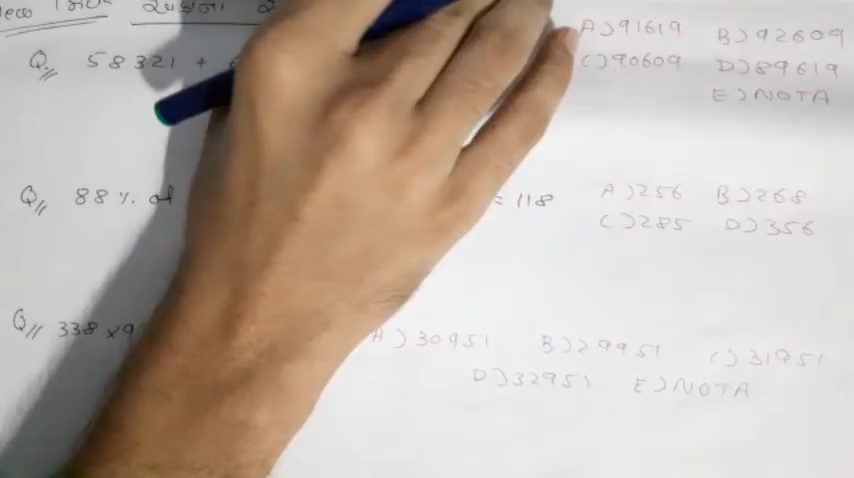 A) 91619 B) 92609
Q. 58321 +
C) 90609 D) 89619
E) NOTA
Q 88 % of = 118 A) 256 B) 268
C) 285 D) 356
Q 338 × 9 A) 30951 B) 29951 C) 31951
D) 32951 E) NOTA